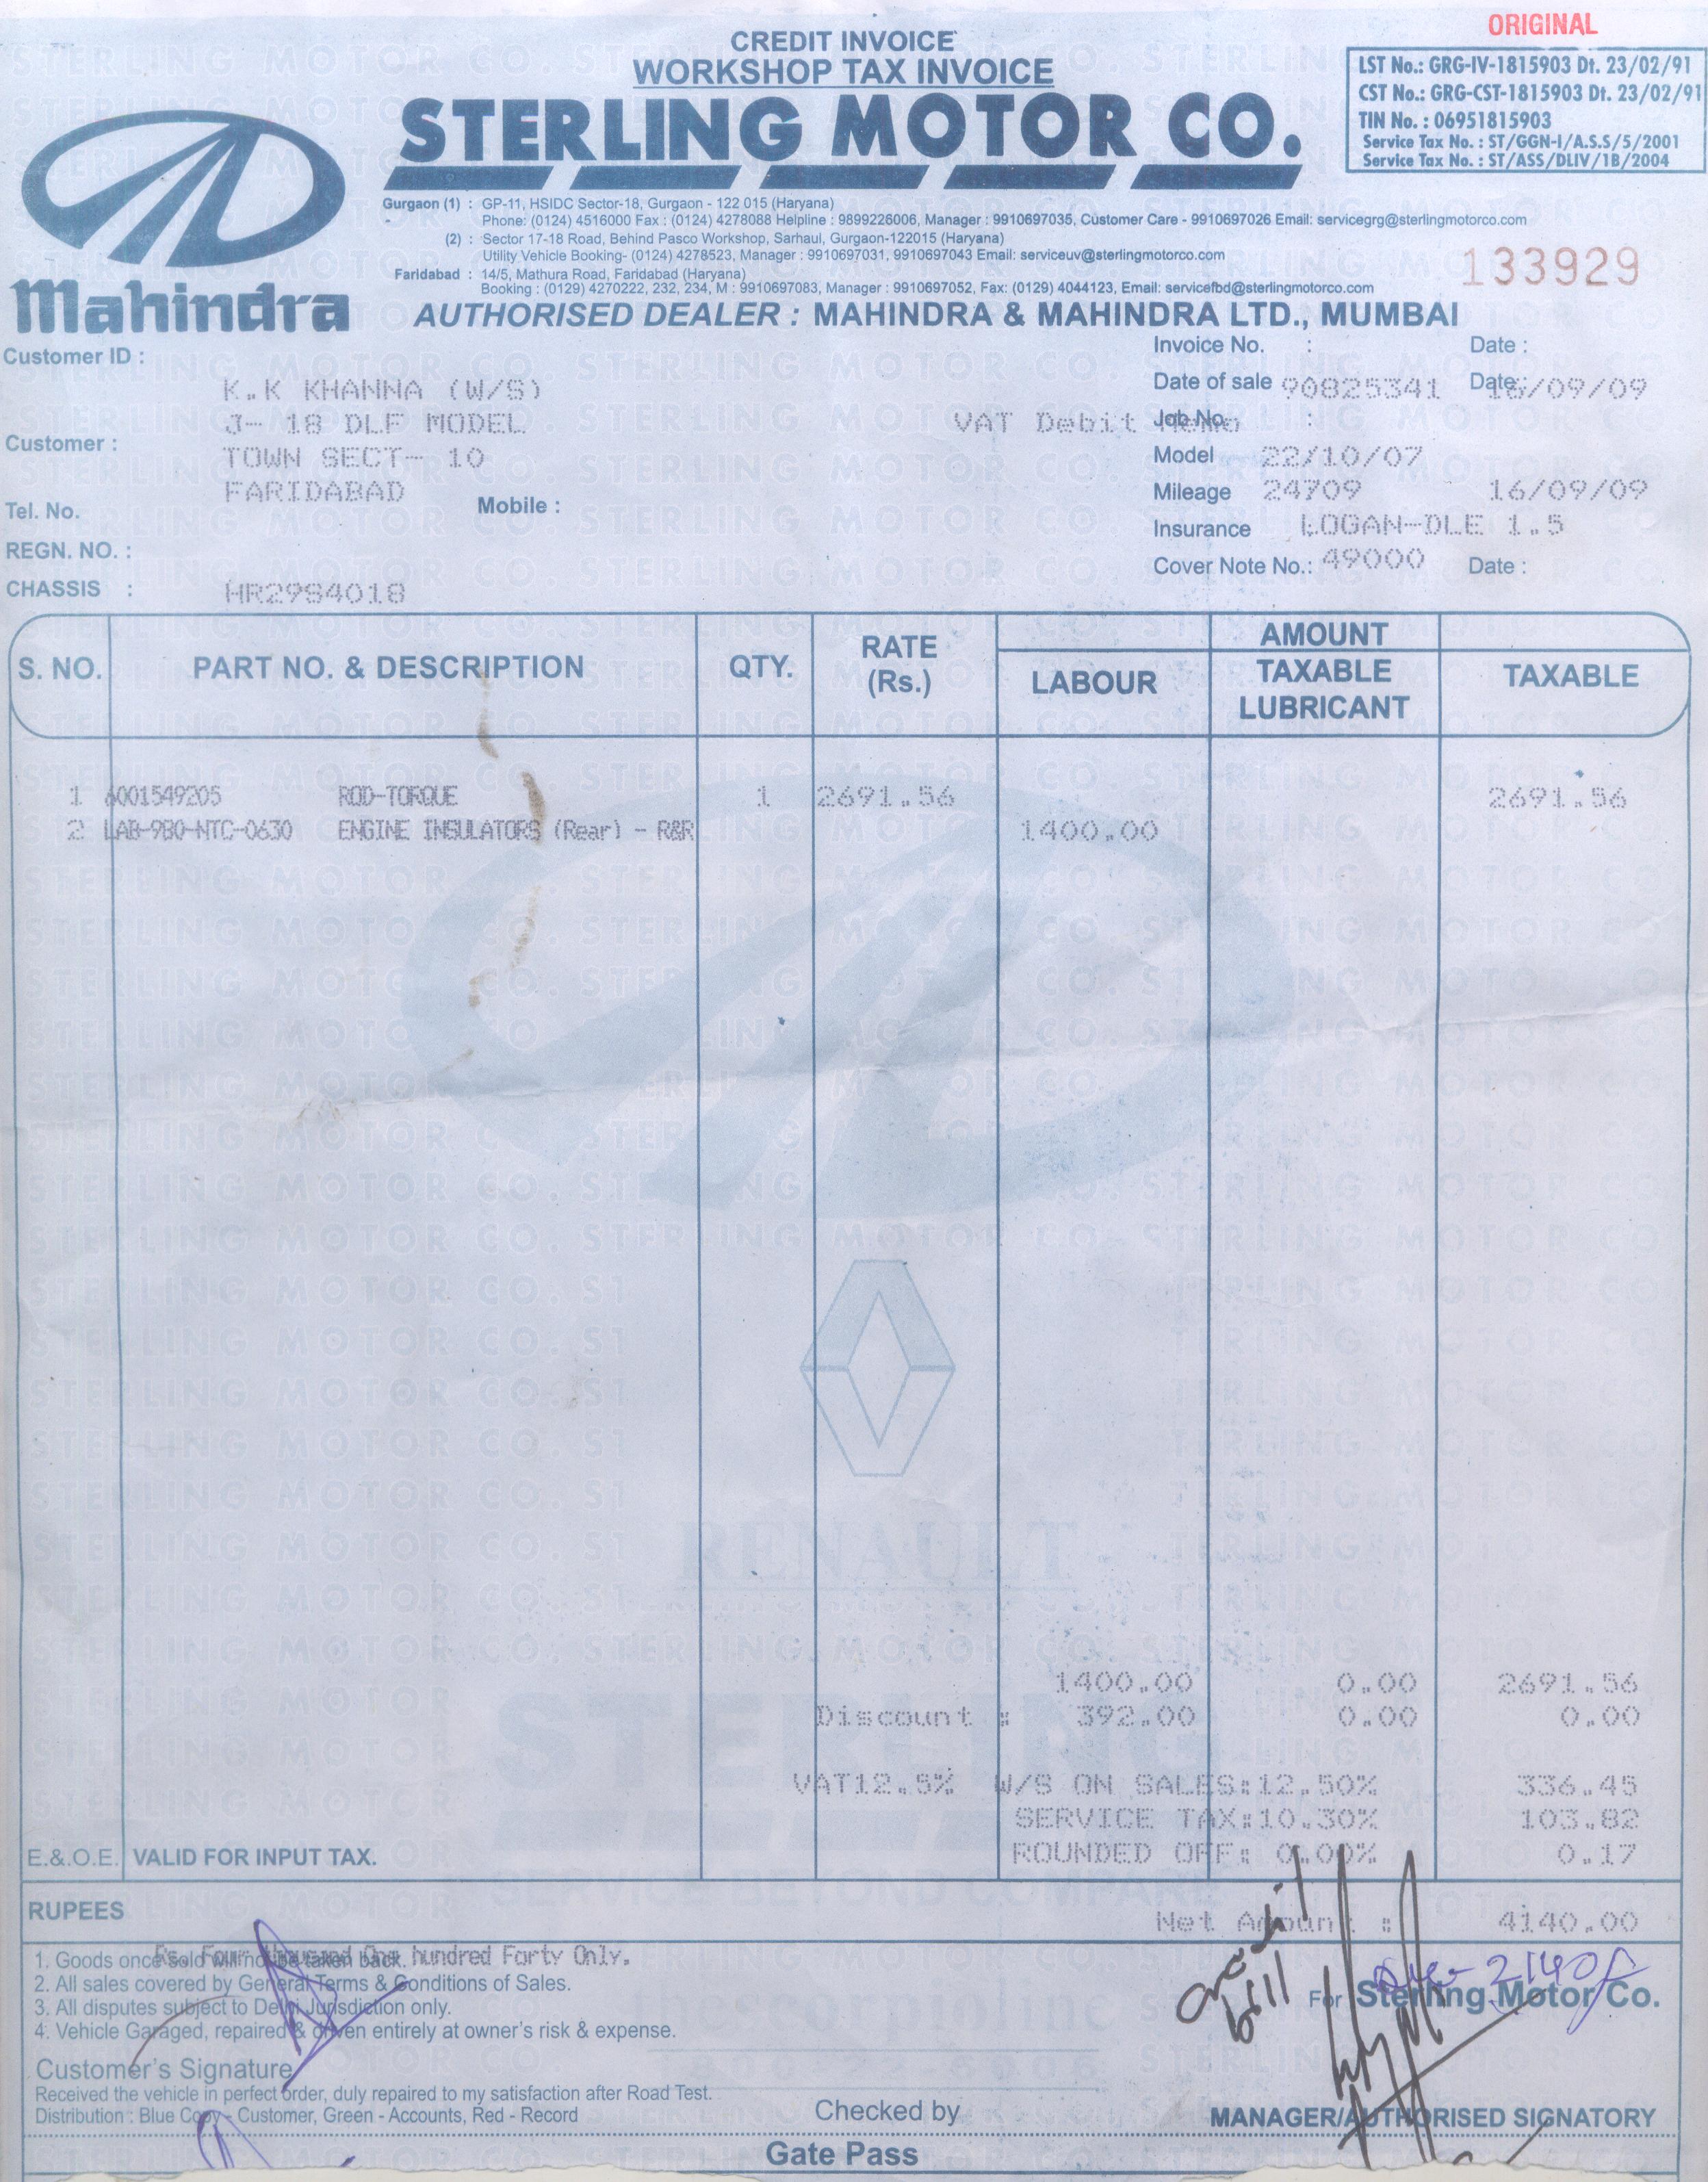 ORIGINAL
CREDIT INVOICE
WORKSHOP TAX INVOICE
STERLING MOTOR CO.
LST No.: GRG-IV-1815903 Dt. 23/02/91
CST No.: GRG-CST-1815903 Dt. 23/02/91
TIN No. : 06951815903
Service Tax No. : ST/GGN-I/A.S.S/5/2001
Service Tax No. : ST/ASS/DLIV/1B/2004
Mahindra
Gurgaon (1) : GP-11, HSIDC Sector-18, Gurgaon - 122 015 (Haryana)
Phone: (0124) 4516000 Fax : (0124) 4278088 Helpline : 9899226006, Manager : 9910697035, Customer Care - 9910697026 Email: servicegrg@sterlingmotorco.com
(2) : Sector 17-18 Road, Behind Pasco Workshop, Sarhaul, Gurgaon-122015 (Haryana)
Utility Vehicle Booking- (0124) 4278523, Manager : 9910697031, 9910697043 Email: serviceuv@sterlingmotorco.com
Faridabad : 14/5, Mathura Road, Faridabad (Haryana)
Booking : (0129) 4270222, 232, 234, M : 9910697083, Manager : 9910697052, Fax: (0129) 4044123, Email: servicefbd@sterlingmotorco.com
133929
AUTHORISED DEALER : MAHINDRA & MAHINDRA LTD., MUMBAI
Customer ID :
Invoice No. : Date :
K.K KHANNA (W/S)
Date of sale 90825341 Date: 16/09/09
J- 18 DLF MODEL
VAT Debit Memo Job No. :
Customer :
TOWN SECT- 10
Model 22/10/07
FARIDABAD
Mileage 24709 16/09/09
Tel. No. Mobile :
Insurance LOGAN-DLE 1.5
REGN. NO. :
Cover Note No.: 49000 Date :
CHASSIS : HR29S4018
S. NO. PART NO. & DESCRIPTION QTY. RATE (Rs.) AMOUNT
LABOUR TAXABLE LUBRICANT TAXABLE
1 6001549205 ROD-TORQUE 1 2691.56 2691.56
2 LAB-9B0-NTC-0630 ENGINE INSULATORS (Rear) - R&R 1400.00
RENAULT
1400.00 0.00 2691.56
Discount : 392.00 0.00 0.00
STERLING
VAT12.5% W/S ON SALES:12.50% 336.45
SERVICE TAX:10.30% 103.82
E.&.O.E. VALID FOR INPUT TAX.
ROUNDED OFF: 0.00% 0.17
SERVICE BEYOND COMPARE
RUPEES
Net Amount : 4140.00
Rs. Four thousand One hundred Forty Only.
1. Goods once sold will not be taken back.
2. All sales covered by General Terms & Conditions of Sales.
3. All disputes subject to Delhi Jurisdiction only.
4. Vehicle Garaged, repaired & driven entirely at owner's risk & expense.
bill
2140/
For Sterling Motor Co.
Customer's Signature
Received the vehicle in perfect order, duly repaired to my satisfaction after Road Test.
Distribution : Blue Copy - Customer, Green - Accounts, Red - Record
Checked by
MANAGER/AUTHORISED SIGNATORY
Gate Pass